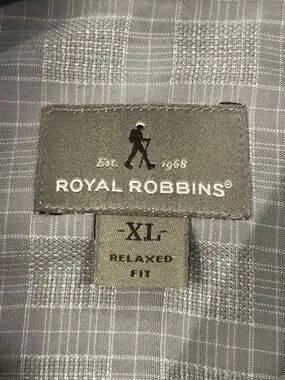 Est. 1968
ROYAL ROBBINS®
-XL-
RELAXED
FIT